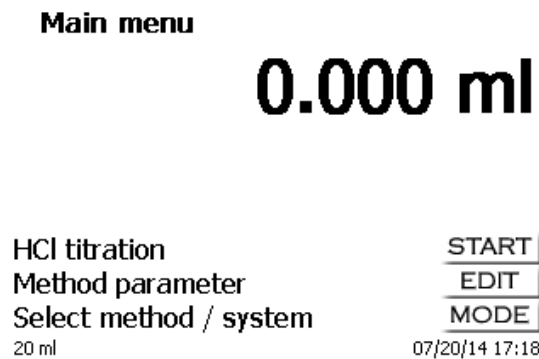 Main menu
0.000 ml
HCl titration START
Method parameter EDIT
Select method / system MODE
20 ml 07/20/14 17:18